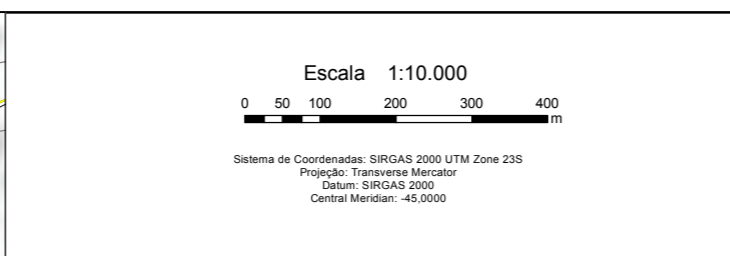 Escala 1:10.000
0 50 100 200 300 400
m
Sistema de Coordenadas: SIRGAS 2000 UTM Zone 23S
Projeção: Transverse Mercator
Datum: SIRGAS 2000
Central Meridian: -45,0000